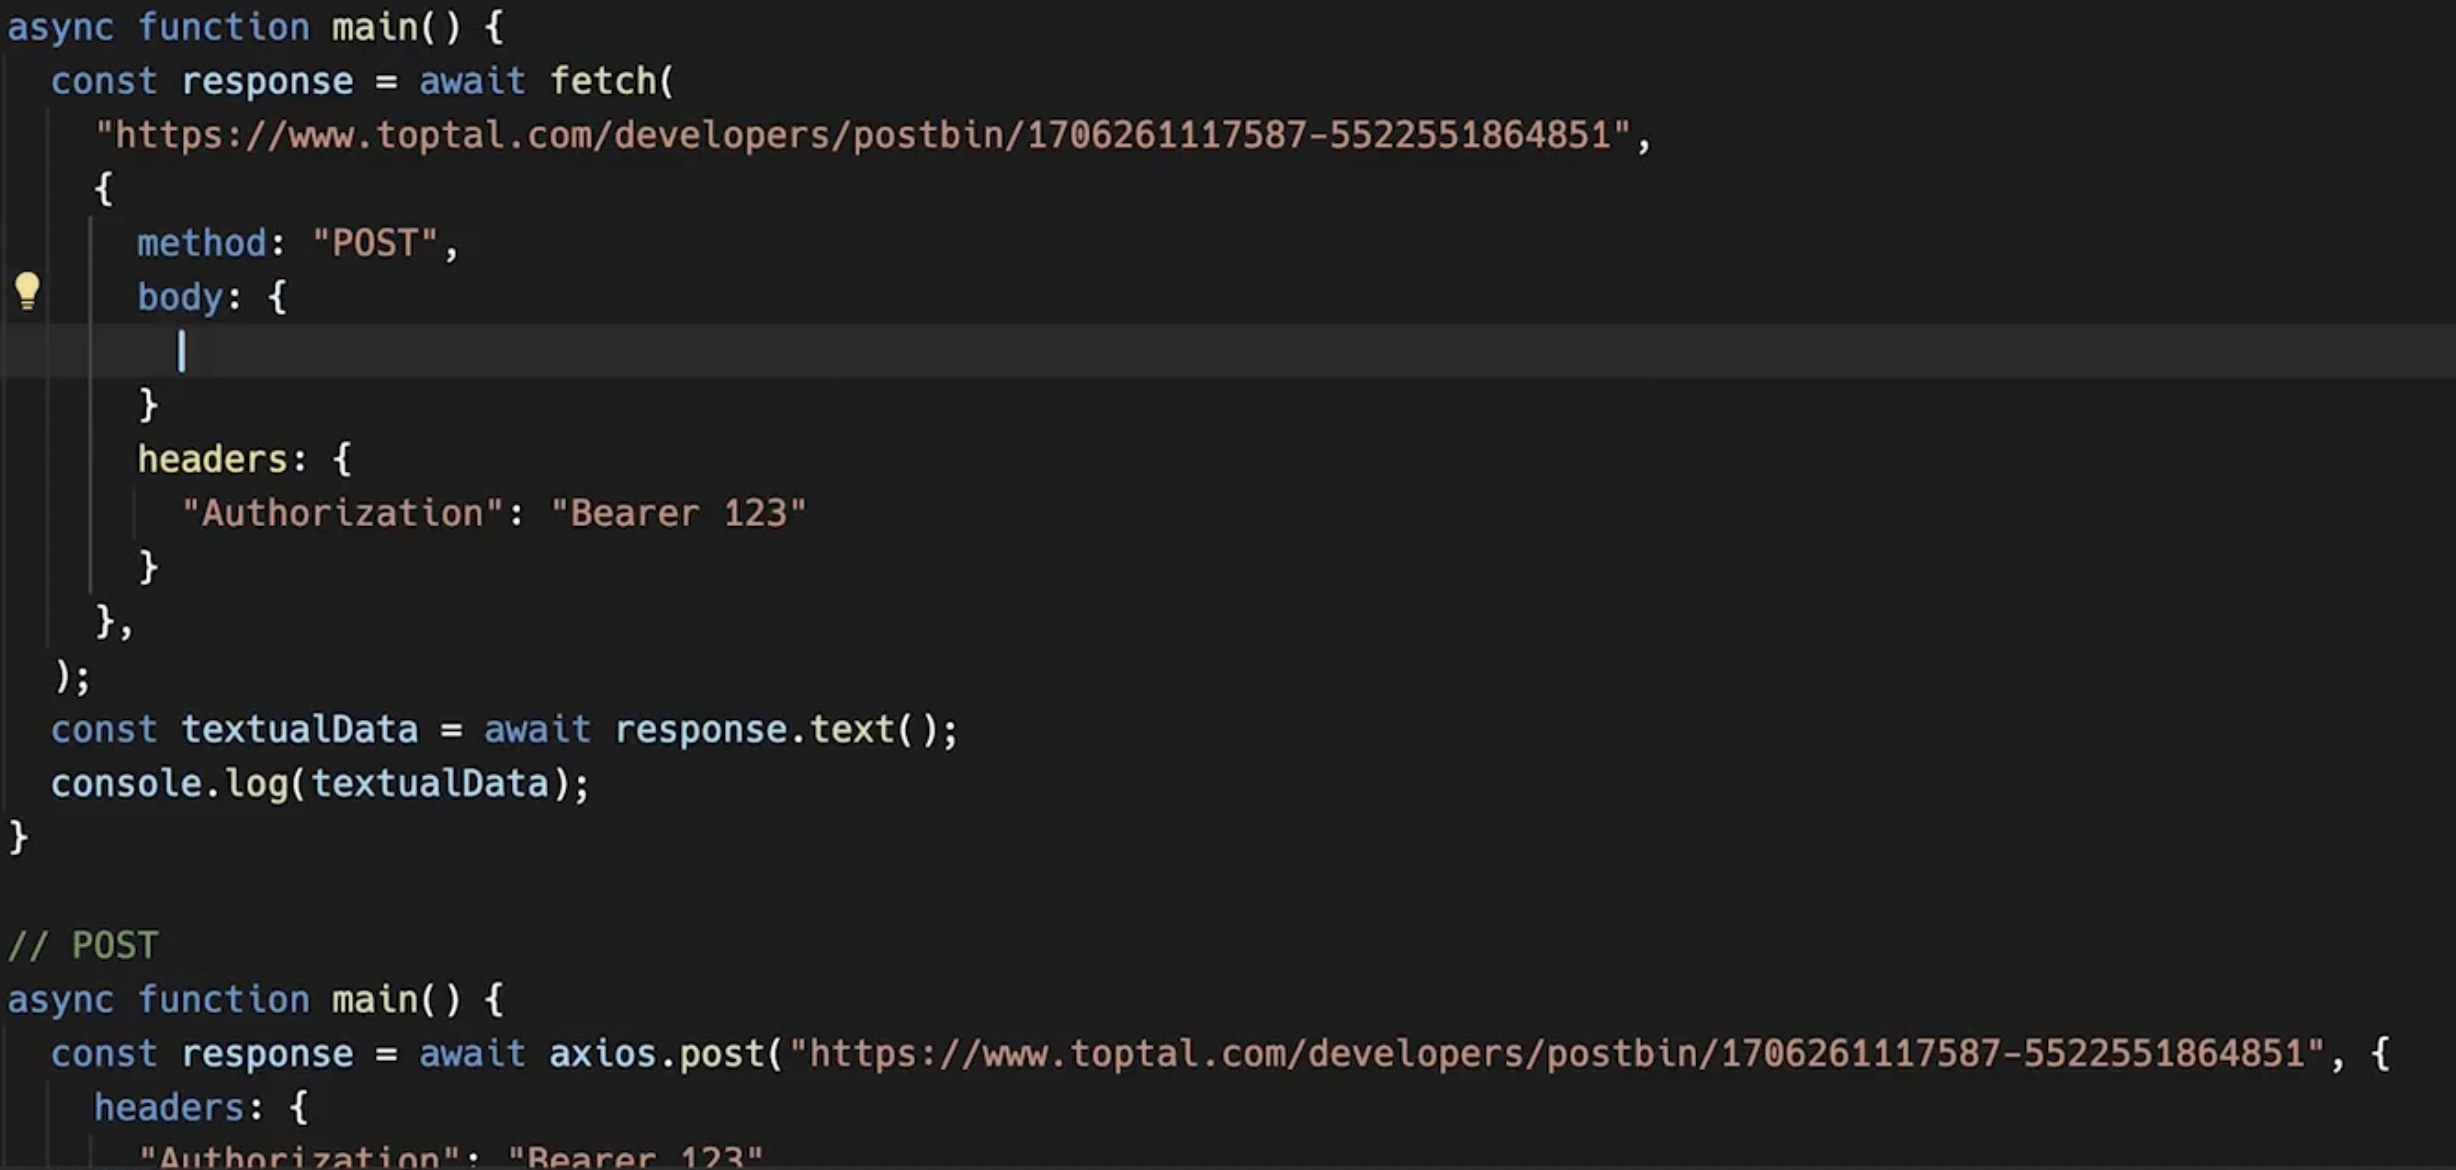 async function main() {
const response = await fetch(
"https://www.toptal.com/developers/postbin/1706261117587-5522551864851",
{
method: "POST",
body: {
}
headers: {
"Authorization": "Bearer 123"
}
},
);
const textualData = await response.text();
console.log(textualData);
}
// POST
async function main() {
const response = await axios.post("https://www.toptal.com/developers/postbin/1706261117587-5522551864851", {
headers: {
"Authorization": "Bearer 123"